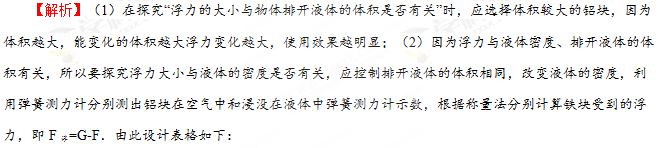 【解析】（1）在探究“浮力的大小与物体排开液体的体积是否有关”时，应选择体积较大的铝块，因为
体积越大，能变化的体积越大浮力变化越大，使用效果越明显；（2）因为浮力与液体密度、排开液体的体
积有关，所以要探究浮力大小与液体的密度是否有关，应控制排开液体的体积相同，改变液体的密度，利
用弹簧测力计分别测出铝块在空气中和浸没在液体中弹簧测力计示数，根据称量法分别计算铁块受到的浮
力，即 F浮=G-F．由此设计表格如下：